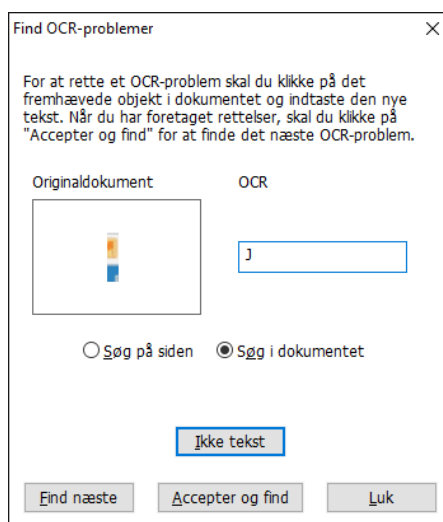 Find OCR-problemer
For at rette et OCR-problem skal du klikke på det
fremhævede objekt i dokumentet og indtaste den nye
tekst. Når du har foretaget rettelser, skal du klikke på
"Accepter og find" for at finde det næste OCR-problem.
Originaldokument OCR
J
Søg på siden Søg i dokumentet
Ikke tekst
Find næste Accepter og find Luk